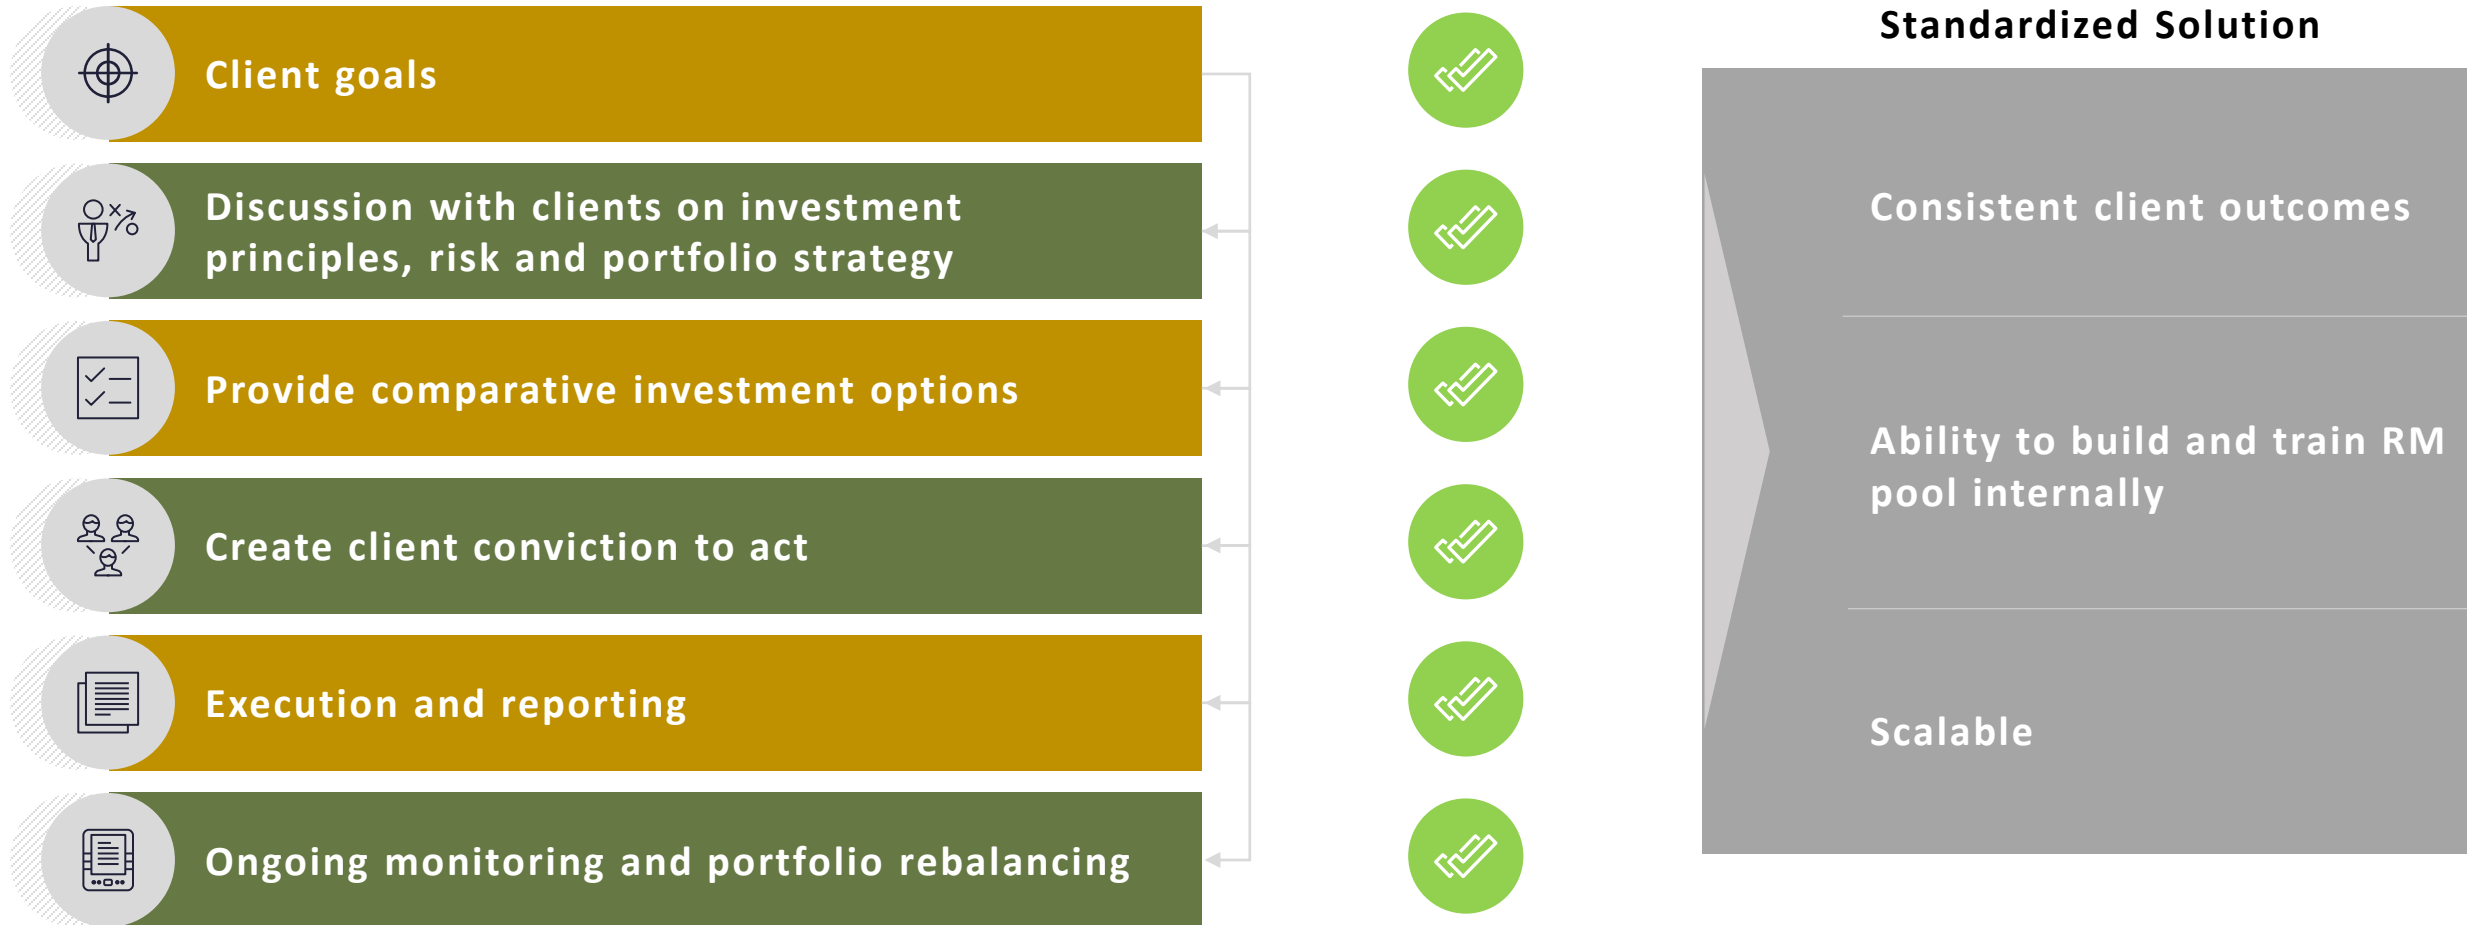 Client goals
Discussion with clients on investment
principles, risk and portfolio strategy
Provide comparative investment options
Create client conviction to act
Execution and reporting
Ongoing monitoring and portfolio rebalancing
Standardized Solution
Consistent client outcomes
Ability to build and train RM
pool internally
Scalable